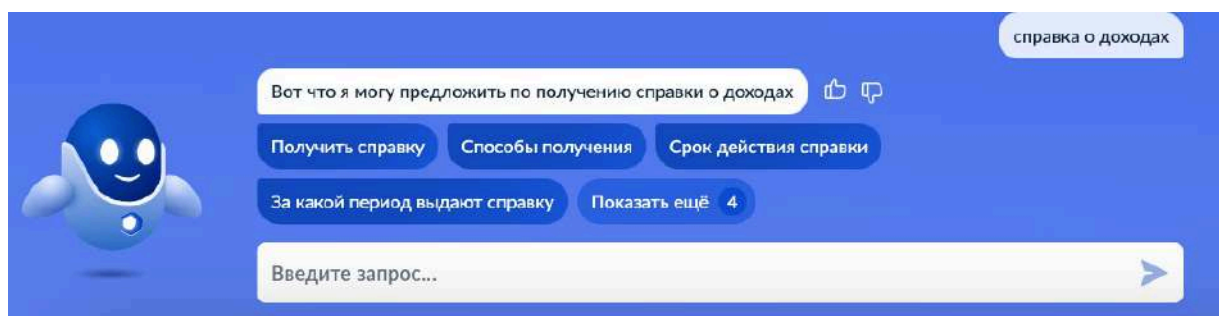 справка о доходах
Вот что я могу предложить по получению справки о доходах
Получить справку Способы получения Срок действия справки
За какой период выдают справку Показать ещё 4
Введите запрос...